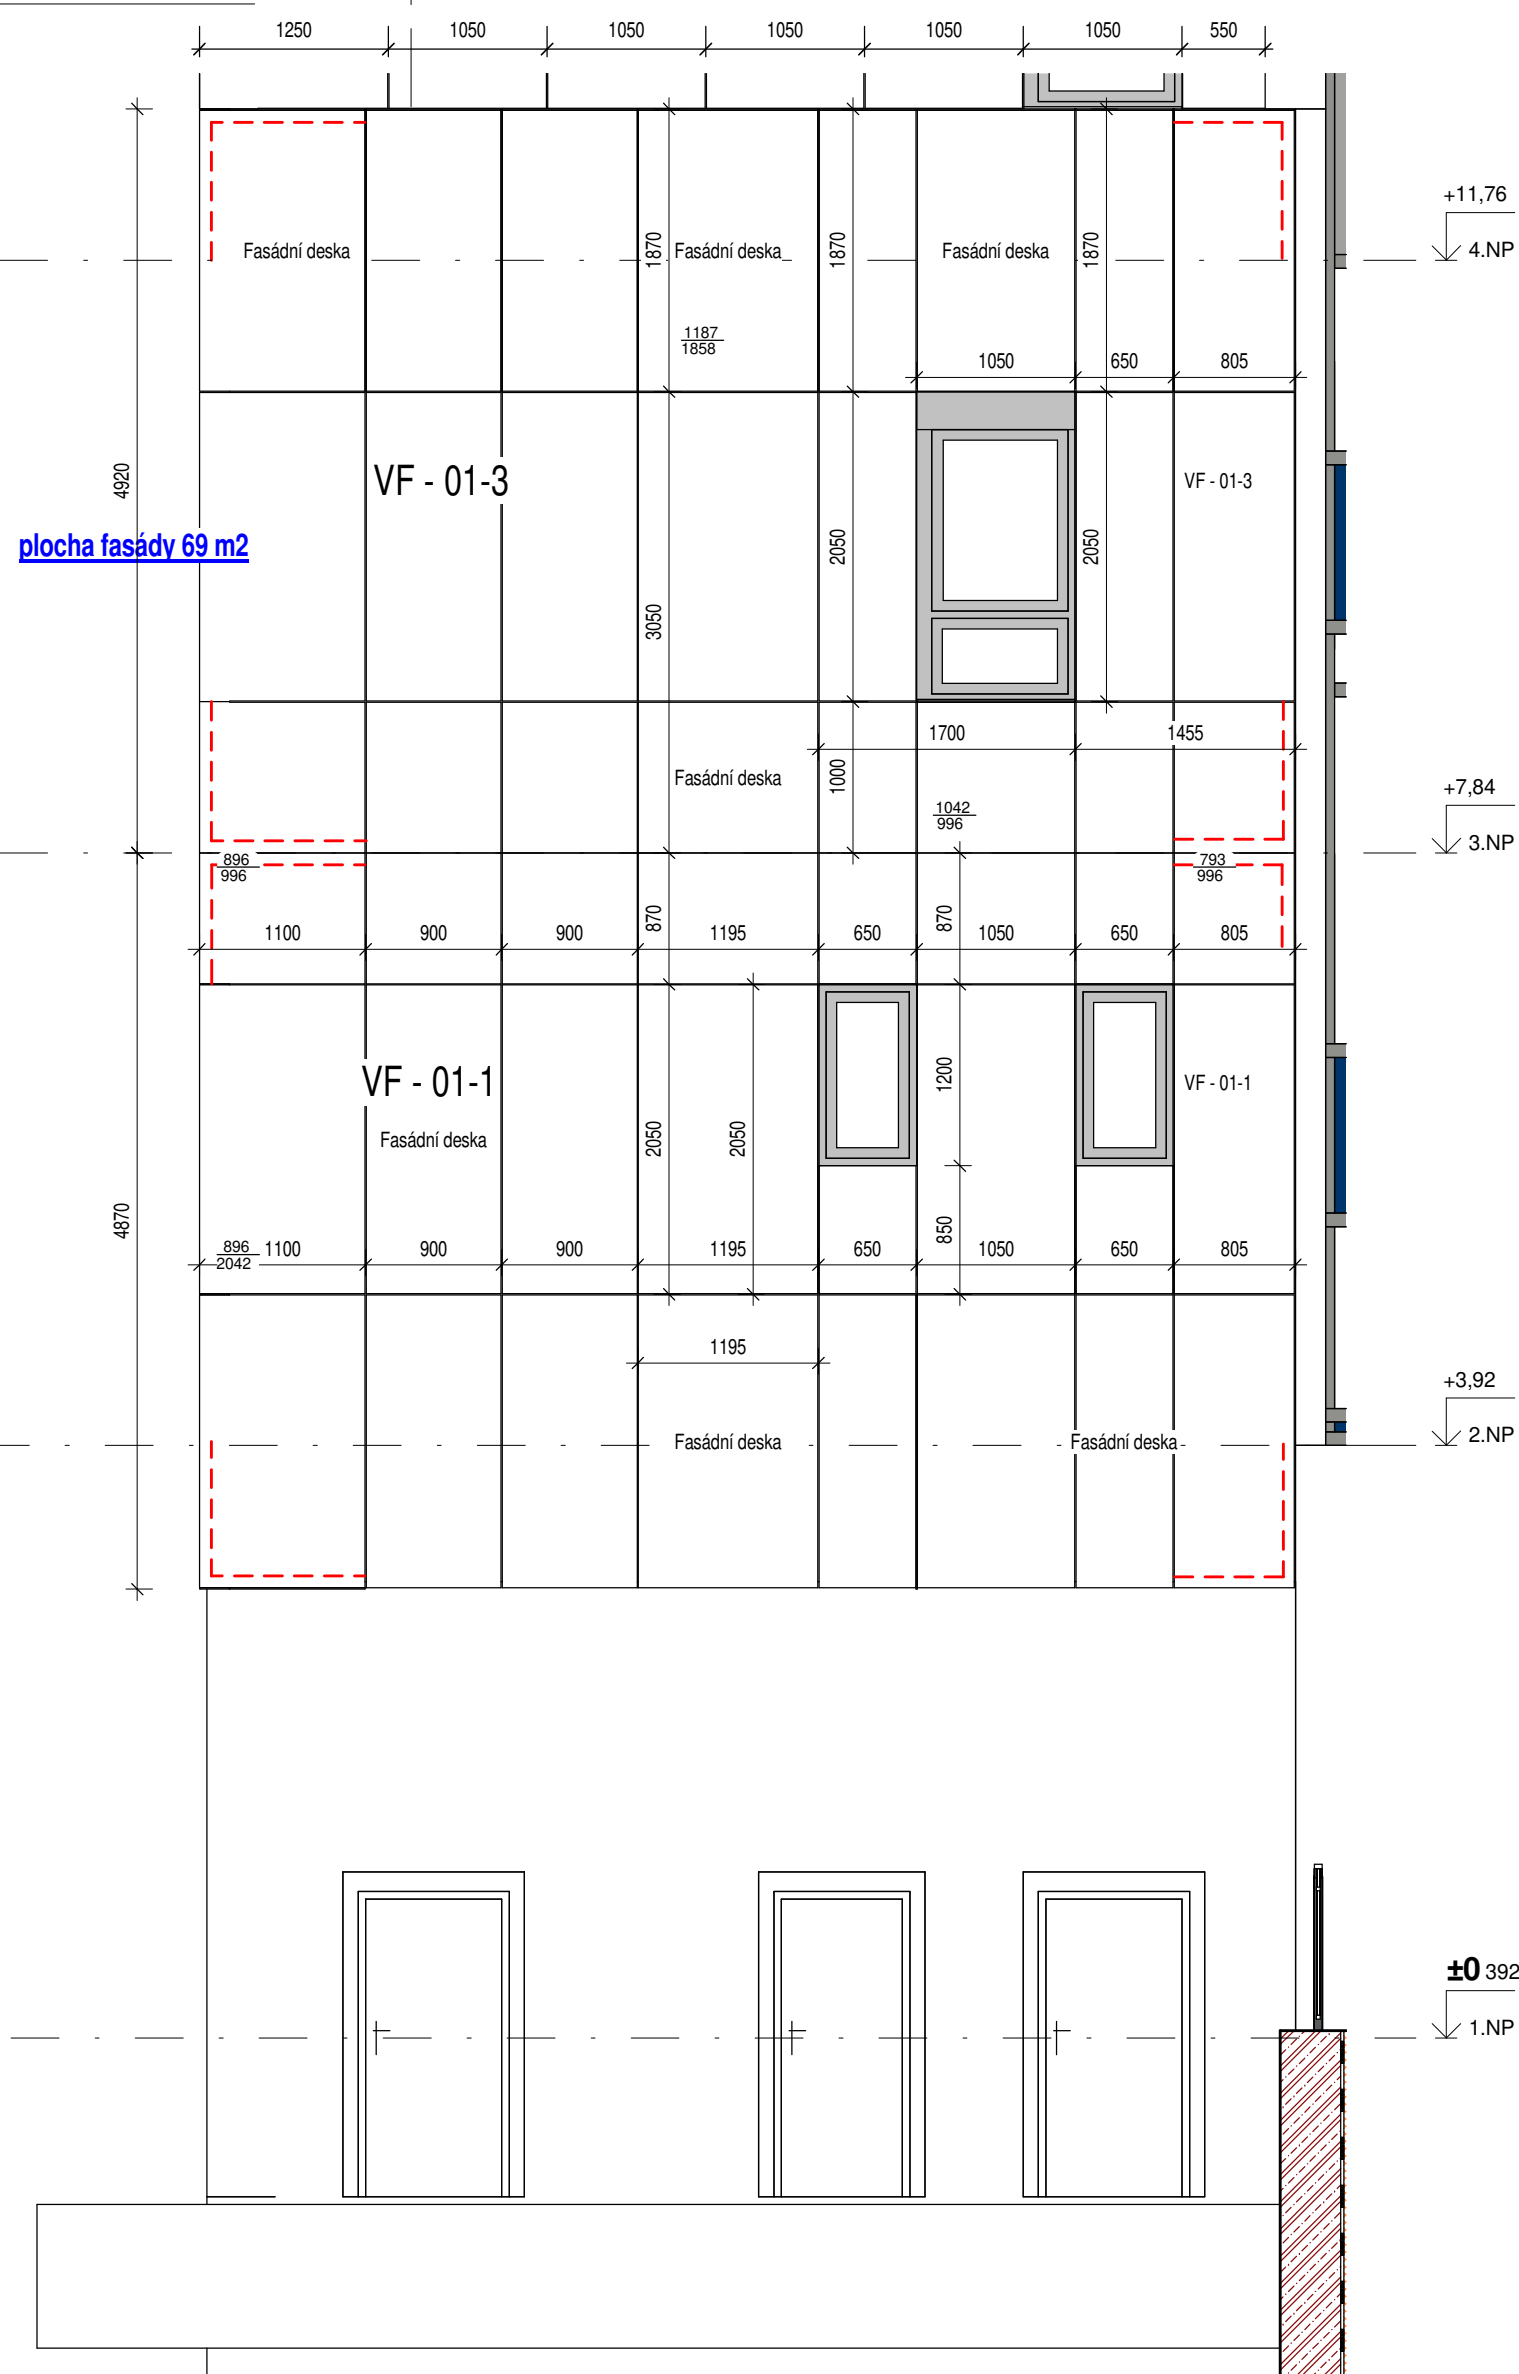 1250 1050 1050 1050 1050 1050 550
+11,76
4.NP
Fasádní deska 1870 Fasádní deska 1870 Fasádní deska 1870
1187
1858
1050 650 805
4920
VF - 01-3
VF - 01-3
plocha fasády 69 m2
2050 2050
3050
1700 1455
Fasádní deska 1000
1042
996
+7,84
3.NP
896
996
793
996
870 870
1100 900 900 1195 650 1050 650 805
VF - 01-1
VF - 01-1
1200
Fasádní deska
2050 2050
4870
850
896
2042
1100 900 900 1195 650 1050 650 805
1195
+3,92
2.NP
Fasádní deska Fasádní deska
±0 392
1.NP